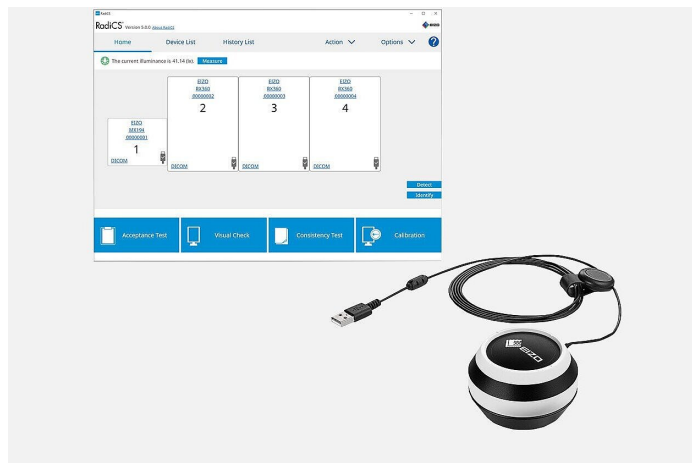 RadiCS
RadiCS Version 5.0.0 About RadiCS
EIZO
Home Device List History List Action Options ?
The current illuminance is 41.14 (lx). Measure
EIZO
MX194
00000001
1
DICOM
EIZO
RX360
00000002
2
DICOM
EIZO
RX360
00000003
3
DICOM
EIZO
RX360
00000004
4
DICOM
Detect
Identify
Acceptance Test
Visual Check
Consistency Test
Calibration
EIZO